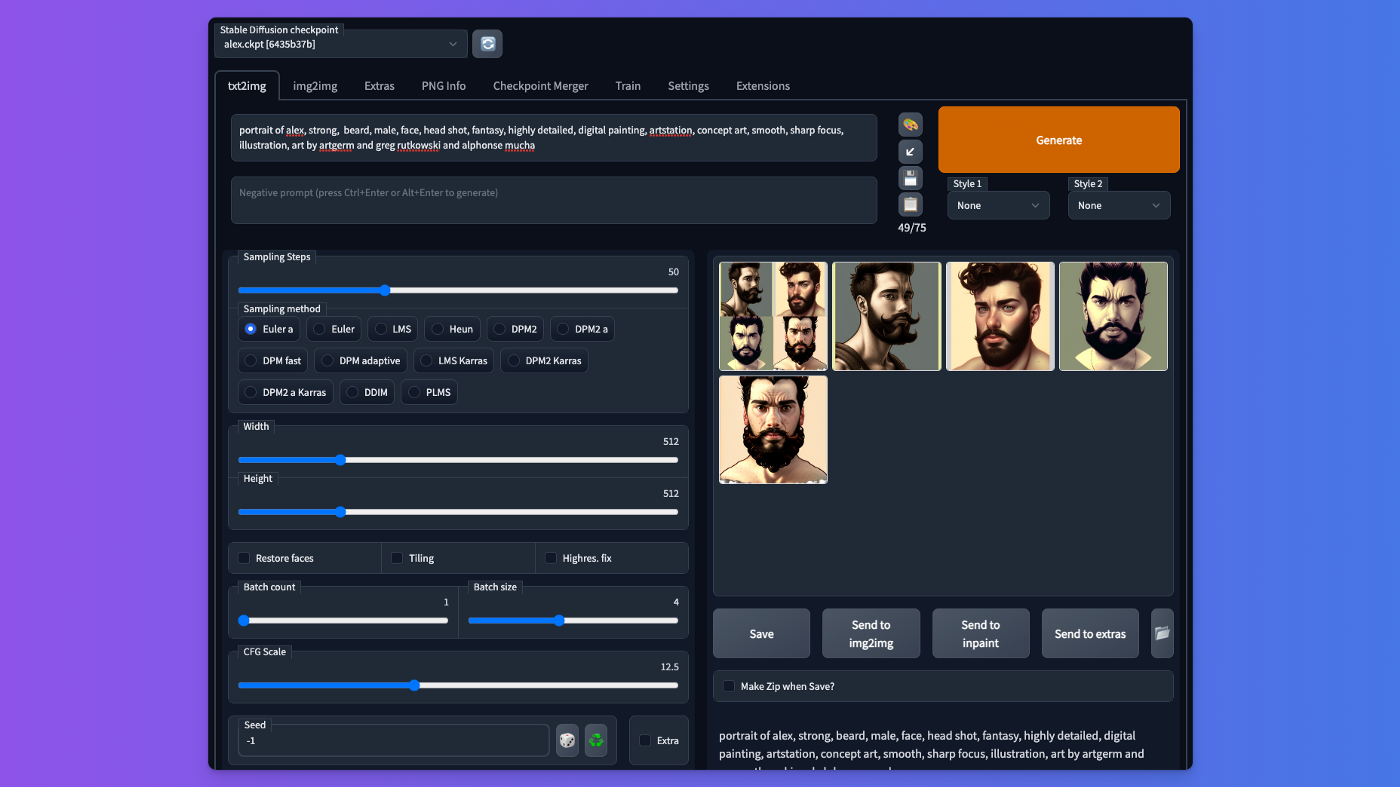 Stable Diffusion checkpoint
alex.ckpt [6435b37b]
txt2img
img2img
Extras
PNG Info
Checkpoint Merger
Train
Settings
Extensions
portrait of alex, strong,  beard, male, face, head shot, fantasy, highly detailed, digital painting, artstation, concept art, smooth, sharp focus,
illustration, art by artgerm and greg rutkowski and alphonse mucha
Negative prompt (press Ctrl+Enter or Alt+Enter to generate)
49/75
Generate
Style 1
None
Style 2
None
Sampling Steps
50
Sampling method
Euler a
Euler
LMS
Heun
DPM2
DPM2 a
DPM fast
DPM adaptive
LMS Karras
DPM2 Karras
DPM2 a Karras
DDIM
PLMS
Width
512
Height
512
Restore faces
Tiling
Highres. fix
Batch count
1
Batch size
4
CFG Scale
12.5
Seed
-1
Extra
Save
Send to
img2img
Send to
inpaint
Send to extras
Make Zip when Save?
portrait of alex, strong, beard, male, face, head shot, fantasy, highly detailed, digital
painting, artstation, concept art, smooth, sharp focus, illustration, art by artgerm and